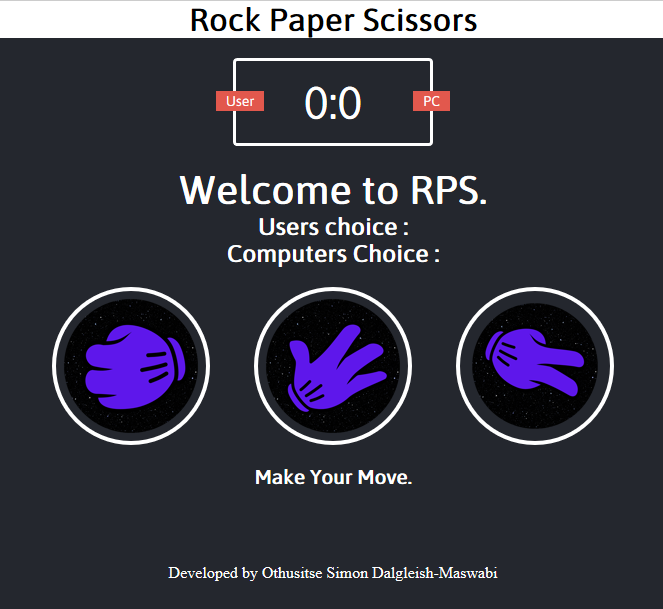 Rock Paper Scissors
User 0:0 PC
Welcome to RPS.
Users choice :
Computers Choice :
Make Your Move.
Developed by Othusitse Simon Dalgleish-Maswabi